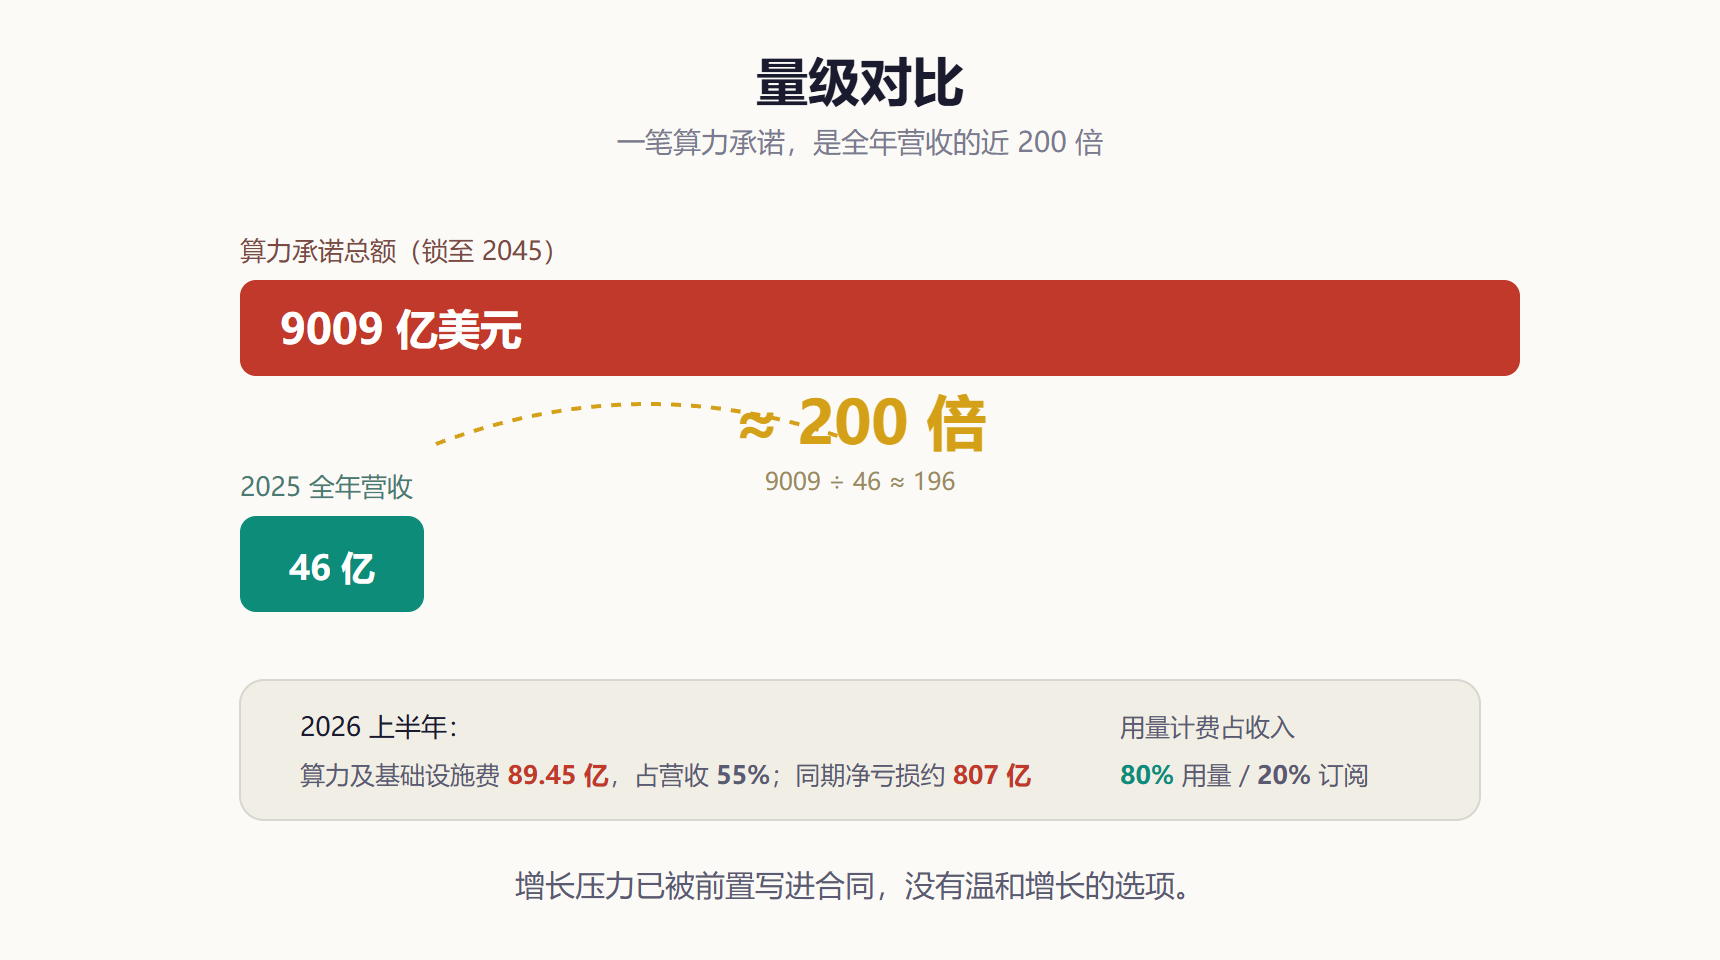 量级对比
一笔算力承诺，是全年营收的近 200 倍
算力承诺总额（锁至 2045）
9009 亿美元
≈ 200 倍
9009 ÷ 46 ≈ 196
2025 全年营收
46 亿
2026 上半年：
算力及基础设施费 89.45 亿，占营收 55%；同期净亏损约 807 亿
用量计费占收入
80% 用量 / 20% 订阅
增长压力已被前置写进合同，没有温和增长的选项。